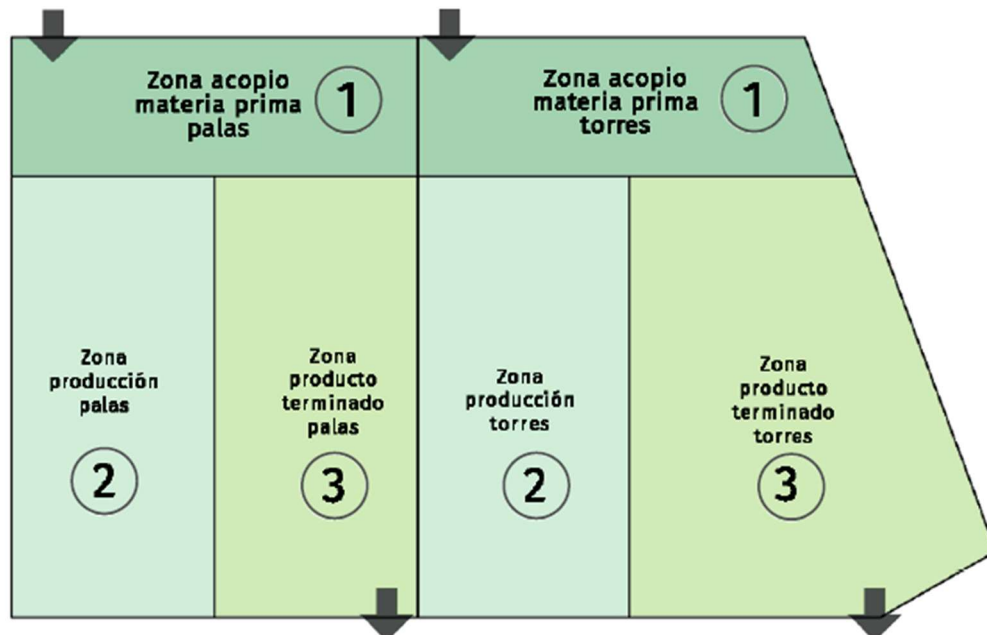 Zona acopio
materia prima
palas
1
Zona acopio
materia prima
torres
1
Zona
producción
palas
2
Zona
producto
terminado
palas
3
Zona
producción
torres
2
Zona
producto
terminado
torres
3